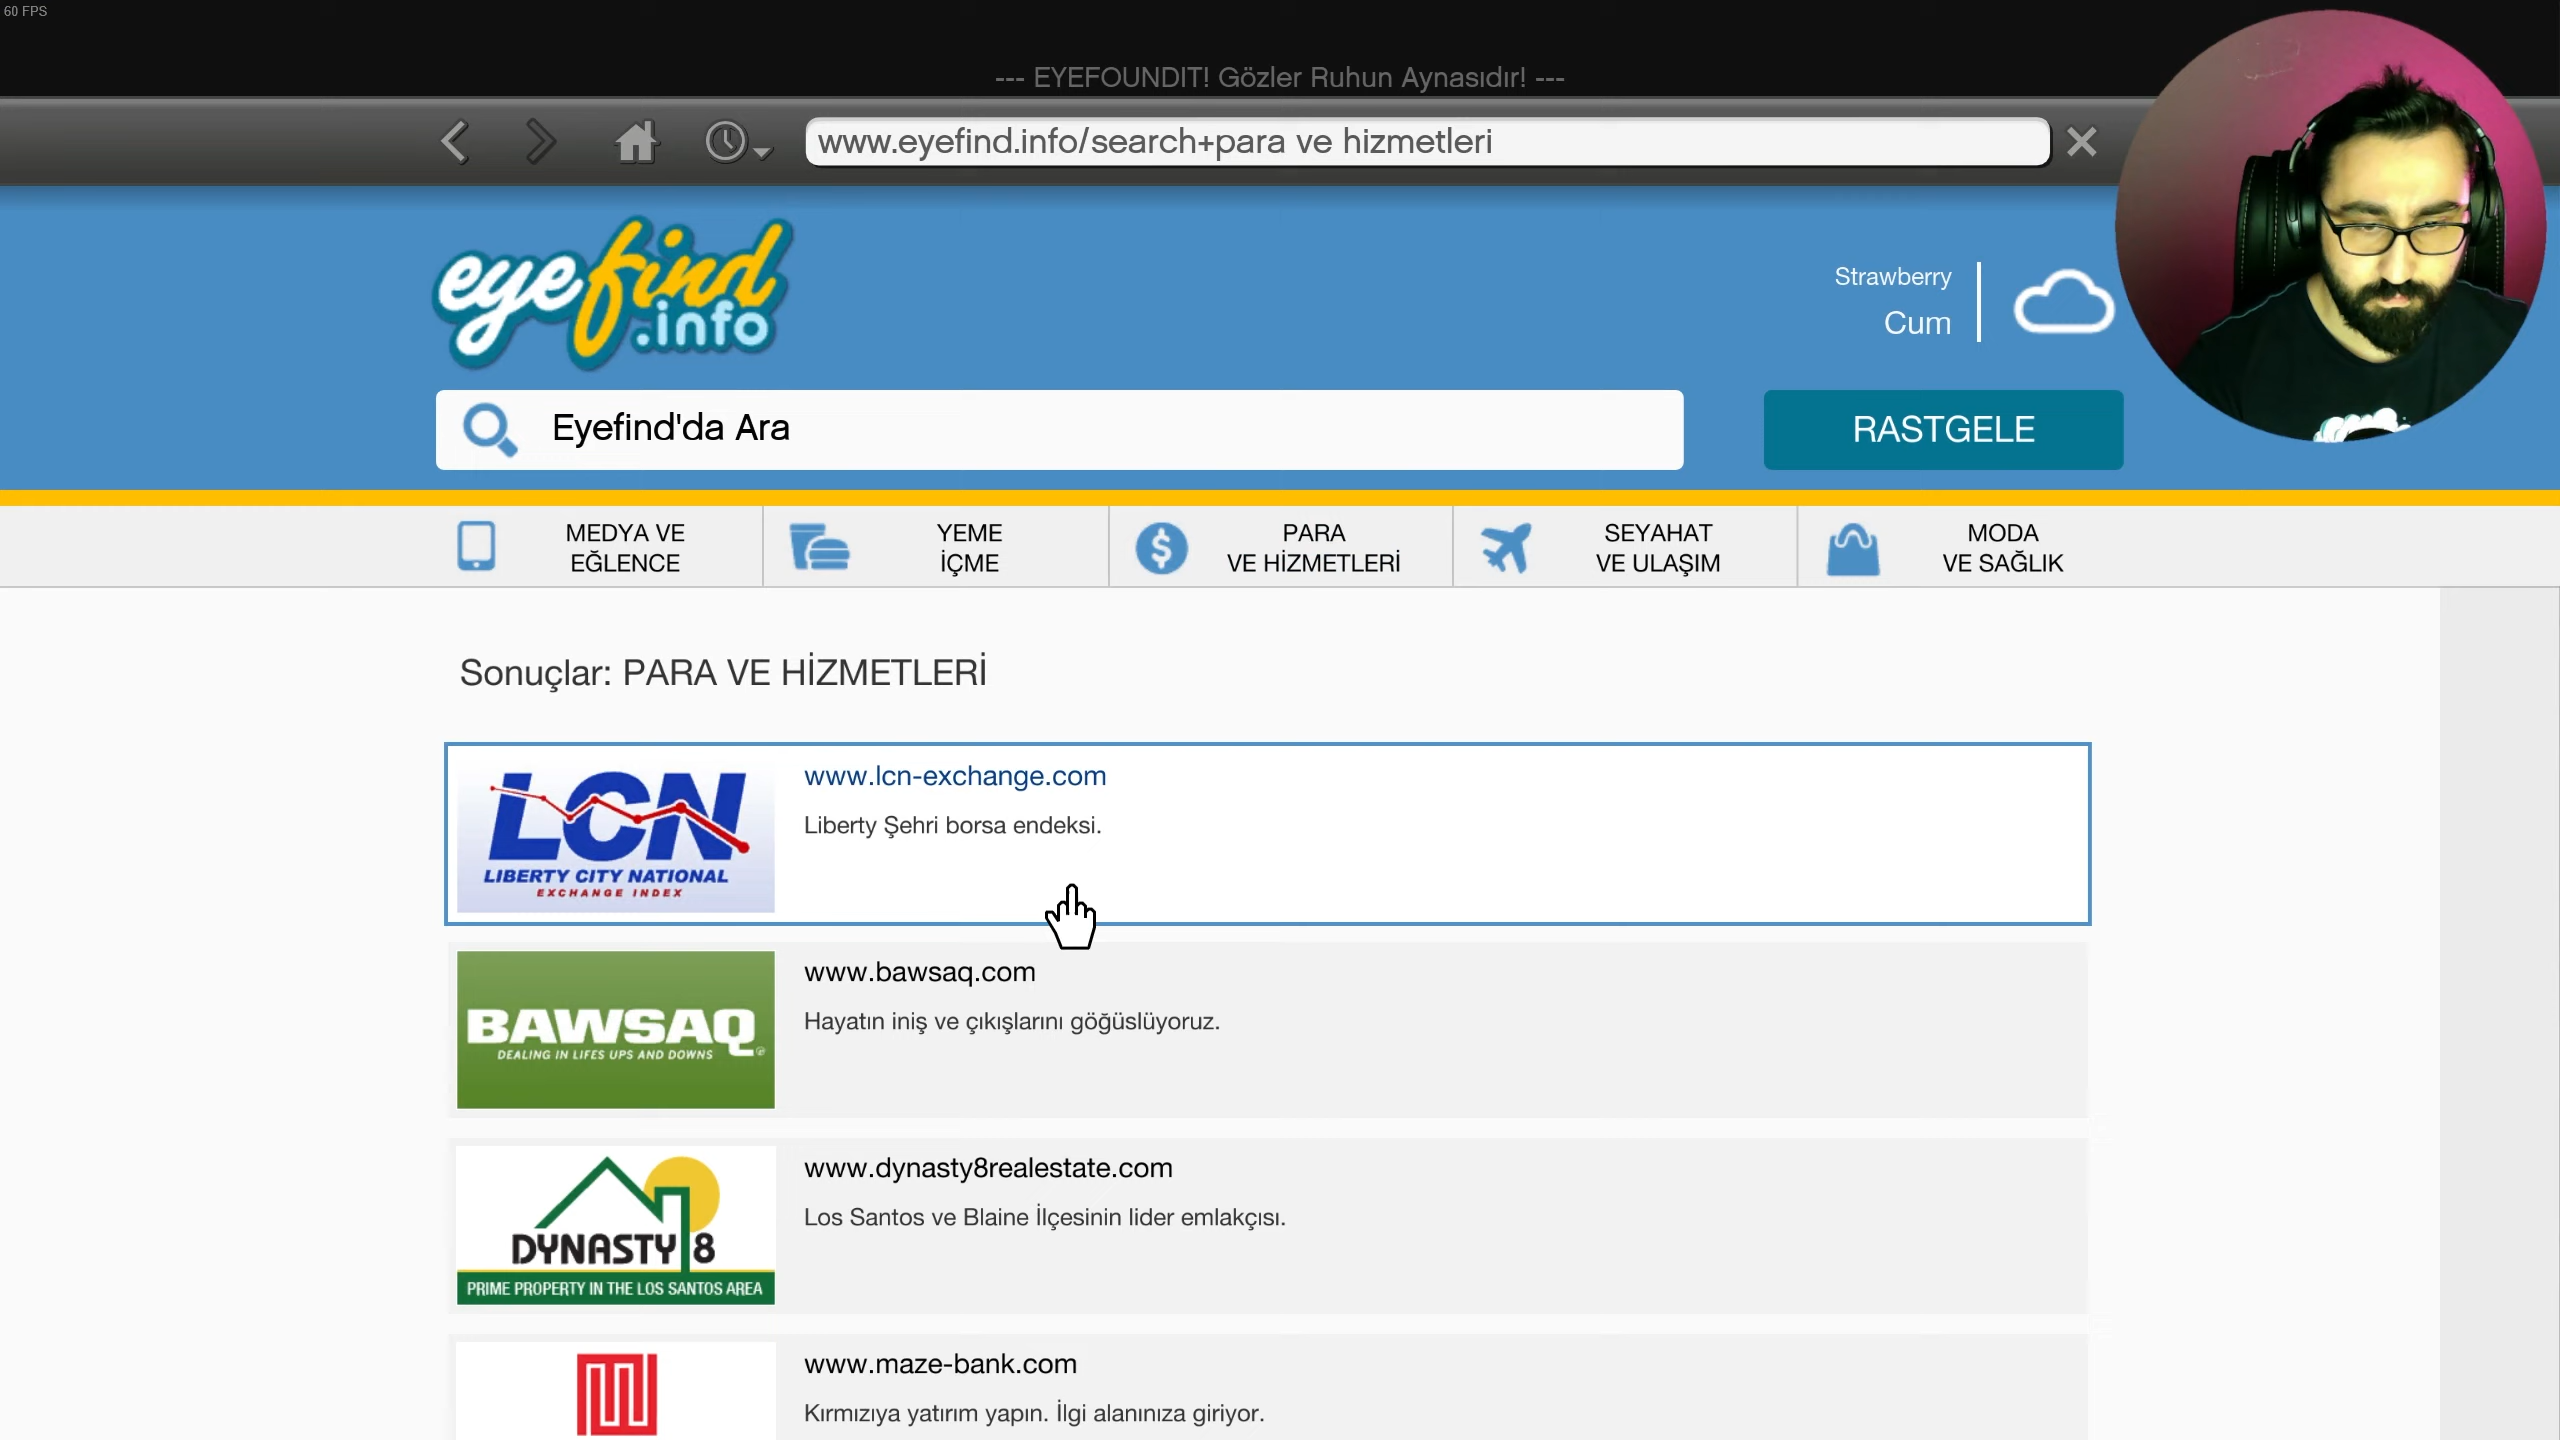 60 FPS
--- EYEFOUNDIT! Gözler Ruhun Aynasıdır! ---
www.eyefind.info/search+para ve hizmetleri
eyefind
.info
Strawberry
Cum
Eyefind'da Ara
RASTGELE
MEDYA VE
EĞLENCE
YEME
İÇME
PARA
VE HİZMETLERİ
SEYAHAT
VE ULAŞIM
MODA
VE SAĞLIK
Sonuçlar: PARA VE HİZMETLERİ
LCN
LIBERTY CITY NATIONAL
EXCHANGE INDEX
www.lcn-exchange.com
Liberty Şehri borsa endeksi.
BAWSAQ
DEALING IN LIFES UPS AND DOWNS
www.bawsaq.com
Hayatın iniş ve çıkışlarını göğüslüyoruz.
DYNASTY 8
PRIME PROPERTY IN THE LOS SANTOS AREA
www.dynasty8realestate.com
Los Santos ve Blaine İlçesinin lider emlakçısı.
www.maze-bank.com
Kırmızıya yatırım yapın. İlgi alanınıza giriyor.